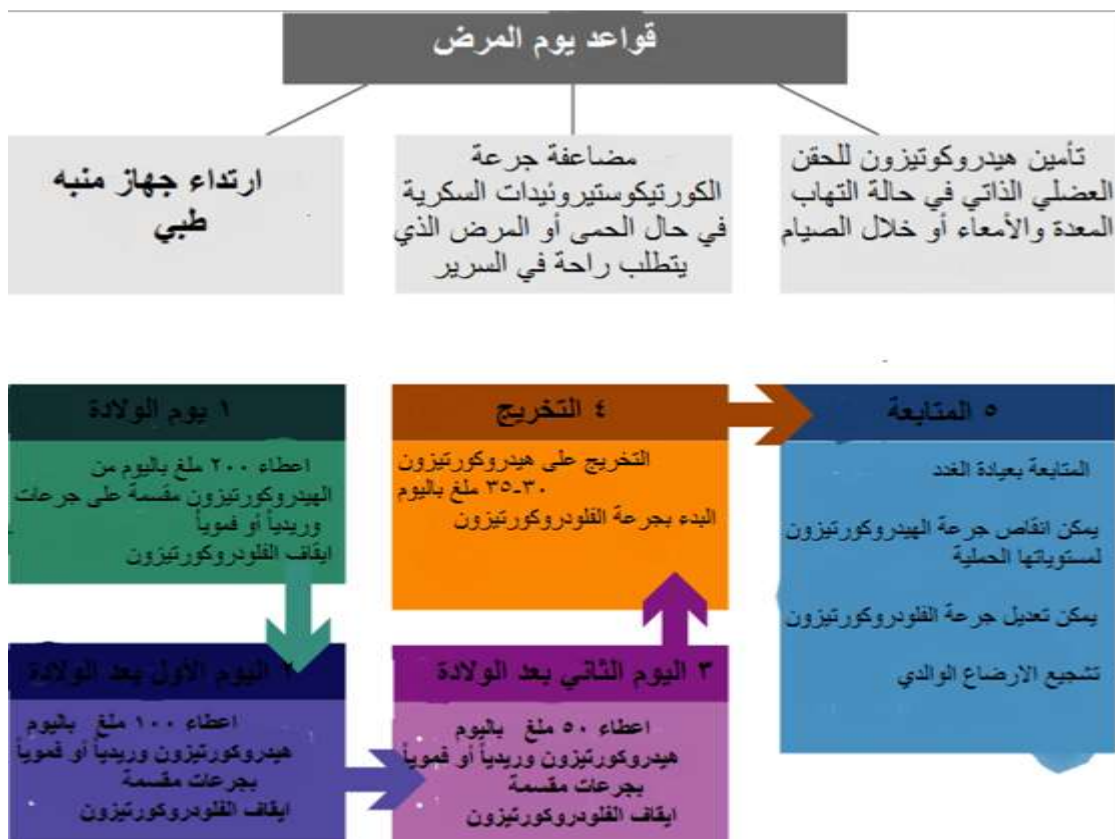 قواعد يوم المرض
تأمين هيدروكوتيزون للحقن
العضلي الذاتي في حالة التهاب
المعدة والأمعاء أو خلال الصيام
مضاعفة جرعة
الكورتيكوستيروئيدات السكرية
في حال الحمى أو المرض الذي
يتطلب راحة في السرير
ارتداء جهاز منبه
طبي
١ يوم الولادة
اعطاء ٢٠٠ ملغ باليوم من
الهيدروكورتيزون مقسمة على جرعات
وريدياً أو فموياً
ايقاف الفلودروكورتيزون
٢ اليوم الأول بعد الولادة
اعطاء ١٠٠ ملغ باليوم
هيدروكورتيزون وريدياً أو فموياً
بجرعات مقسمة
ايقاف الفلودروكورتيزون
٣ اليوم الثاني بعد الولادة
اعطاء ٥٠ ملغ باليوم
هيدروكورتيزون وريدياً أو فموياً
بجرعات مقسمة
ايقاف الفلودروكورتيزون
٤ التخريج
التخريج على هيدروكورتيزون
٣٠-٣٥ ملغ باليوم
البدء بجرعة الفلودروكورتيزون
٥ المتابعة
المتابعة بعيادة الغدد
يمكن انقاص جرعة الهيدروكورتيزون
لمستوياتها الحملية
يمكن تعديل جرعة الفلودروكورتيزون
تشجيع الارضاع الوالدي